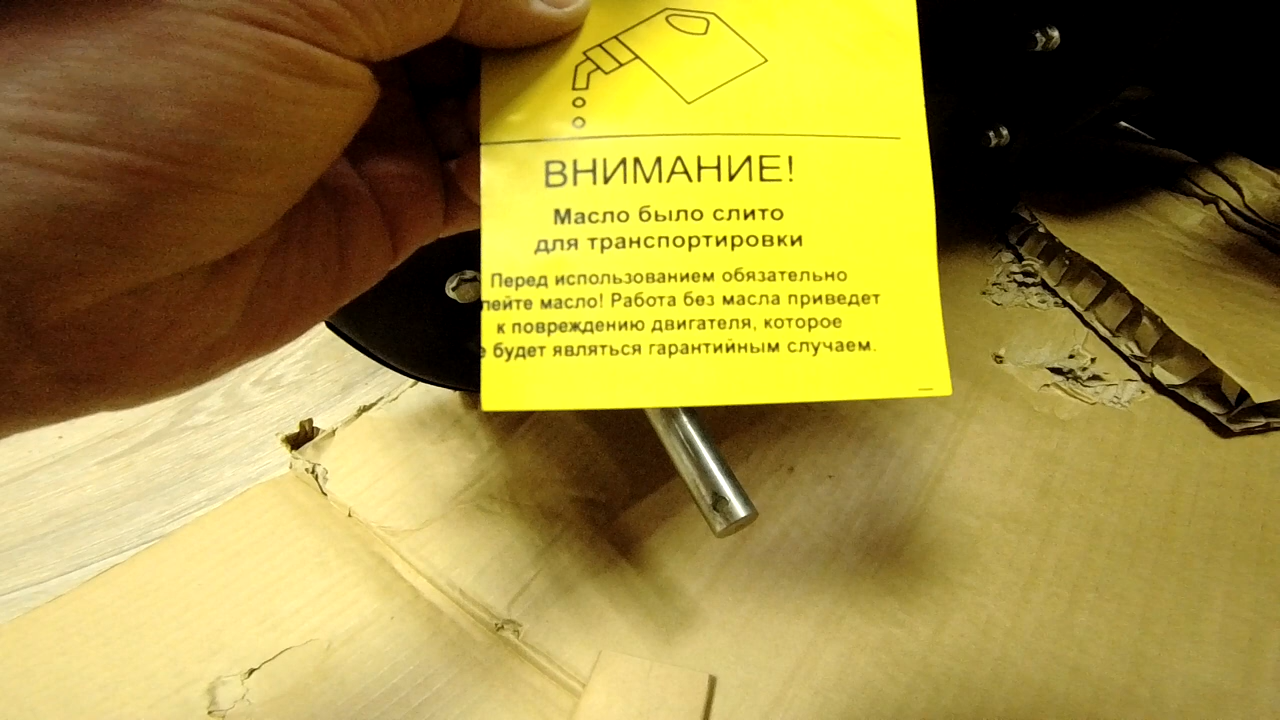 ВНИМАНИЕ!
Масло было слито
для транспортировки
Перед использованием обязательно
лейте масло! Работа без масла приведет
к повреждению двигателя, которое
е будет являться гарантийным случаем.